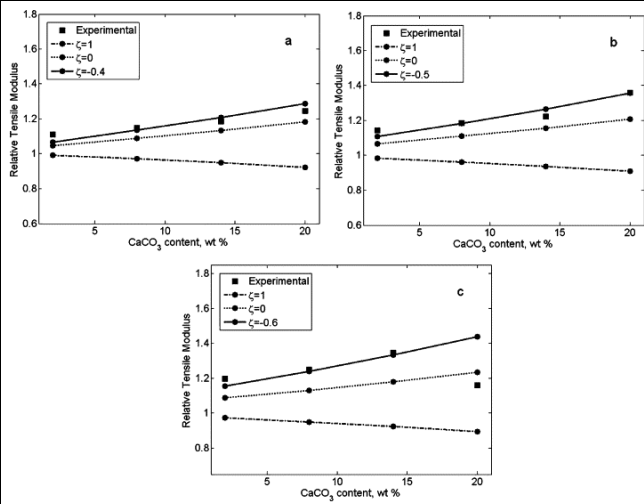 1.8
1.6
1.4
1.2
1
0.8
0.6
Relative Tensile Modulus
Experimental
ζ=1
ζ=0
ζ=-0.4
a
5
10
15
20
CaCO3 content, wt %
1.8
1.6
1.4
1.2
1
0.8
0.6
Relative Tensile Modulus
Experimental
ζ=1
ζ=0
ζ=-0.5
b
5
10
15
20
CaCO3 content, wt %
1.8
1.6
1.4
1.2
1
0.8
Relative Tensile Modulus
Experimental
ζ=1
ζ=0
ζ=-0.6
c
5
10
15
20
CaCO3 content, wt %